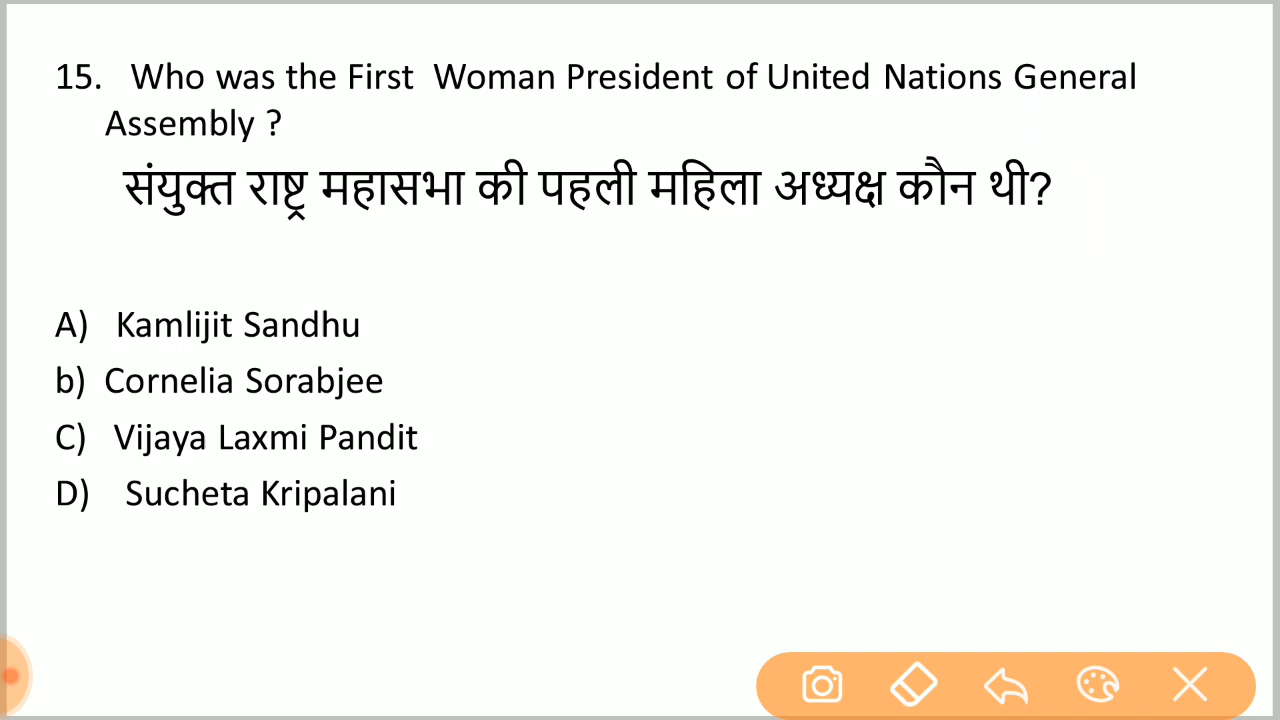 15. Who was the First Woman President of United Nations General
Assembly ?
संयुक्त राष्ट्र महासभा की पहली महिला अध्यक्ष कौन थी?
A) Kamlijit Sandhu
b) Cornelia Sorabjee
C) Vijaya Laxmi Pandit
D) Sucheta Kripalani